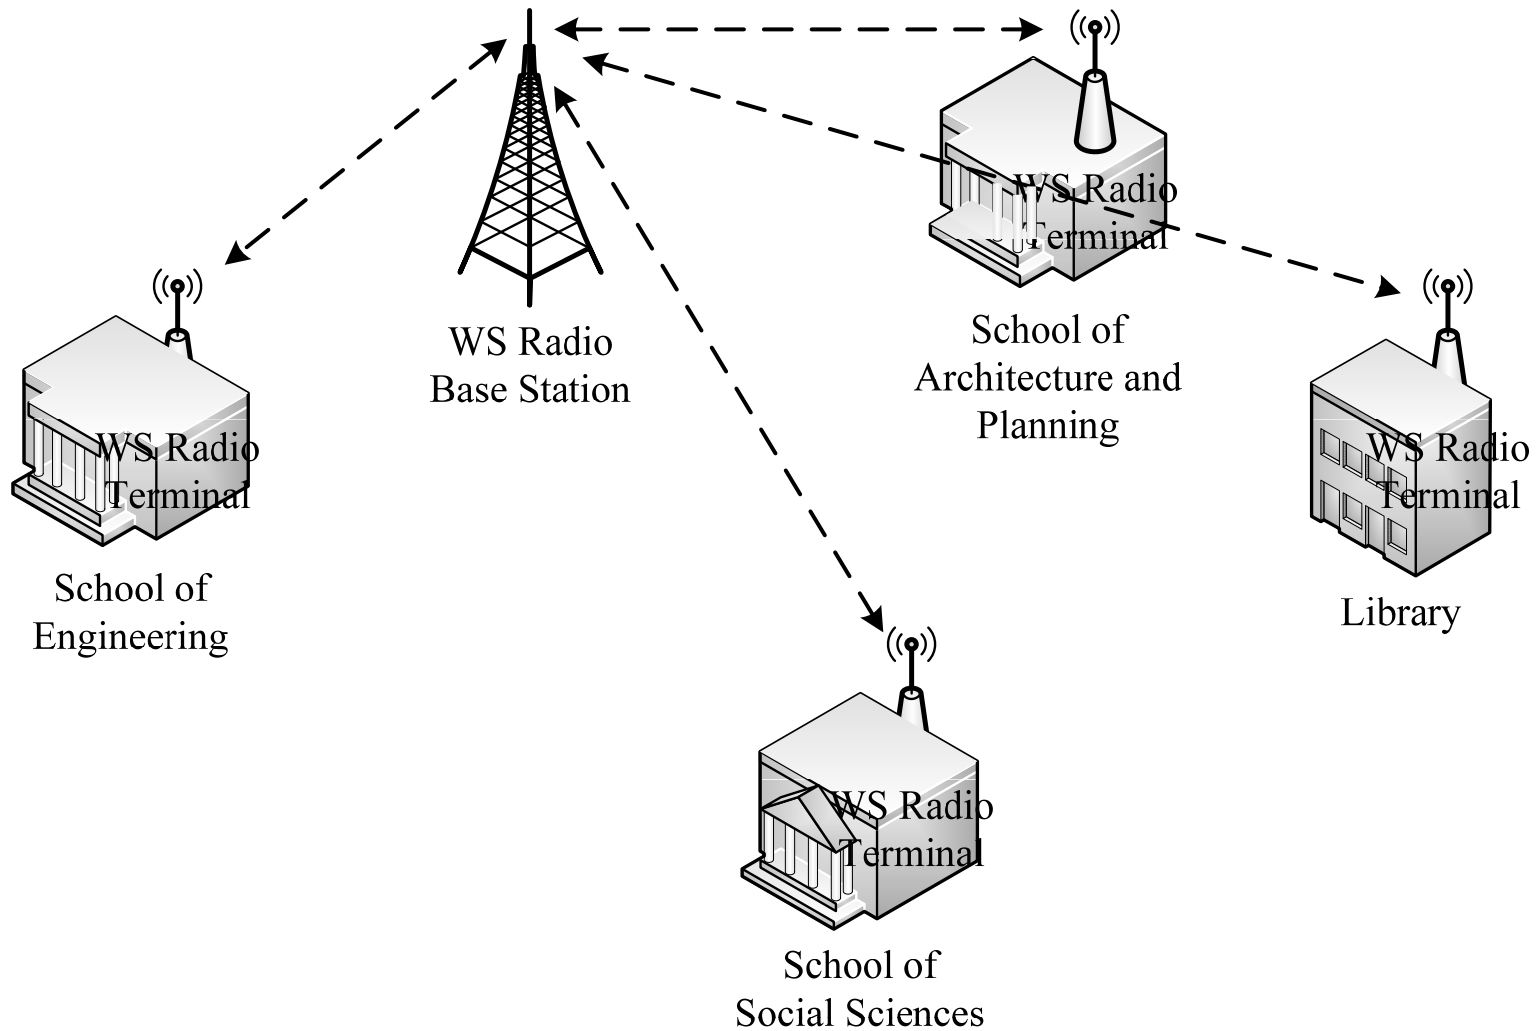 WS Radio
Terminal
WS Radio
Base Station
School of
Architecture and
Planning
WS Radio
Terminal
School of
Engineering
WS Radio
Terminal
Library
WS Radio
Terminal
School of
Social Sciences